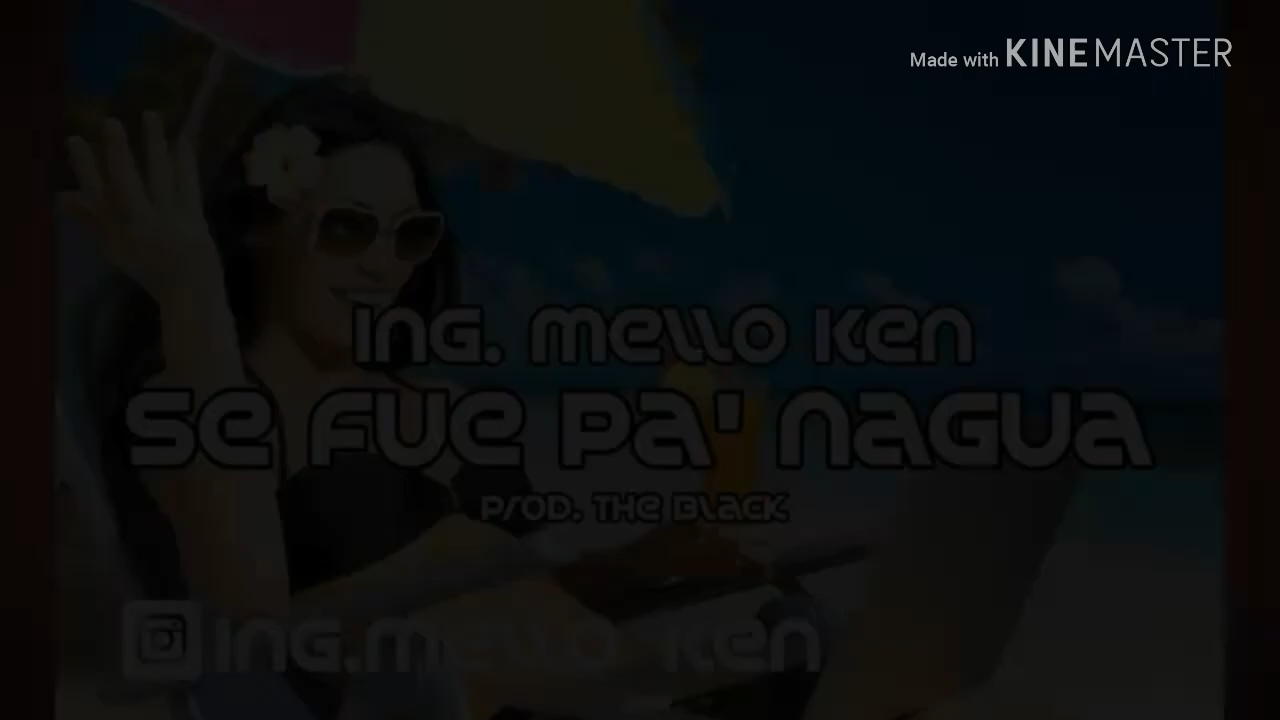 Made with KINEMASTER
ING. MELLO KEN
SE FUE PA' NAGUA
PROD. THE BLACK
ING.MELLO KEN